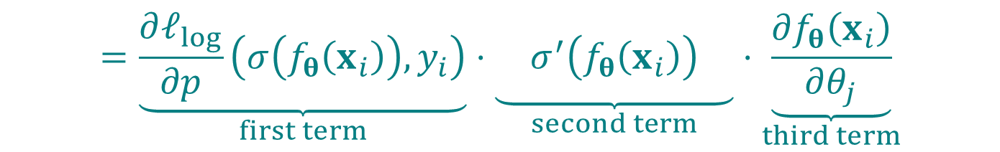 = ∂ℓ_log/∂p (σ(f_𝛉(𝐱_i)), y_i) · σ′(f_𝛉(𝐱_i)) · ∂f_𝛉(𝐱_i)/∂θ_j
first term second term third term